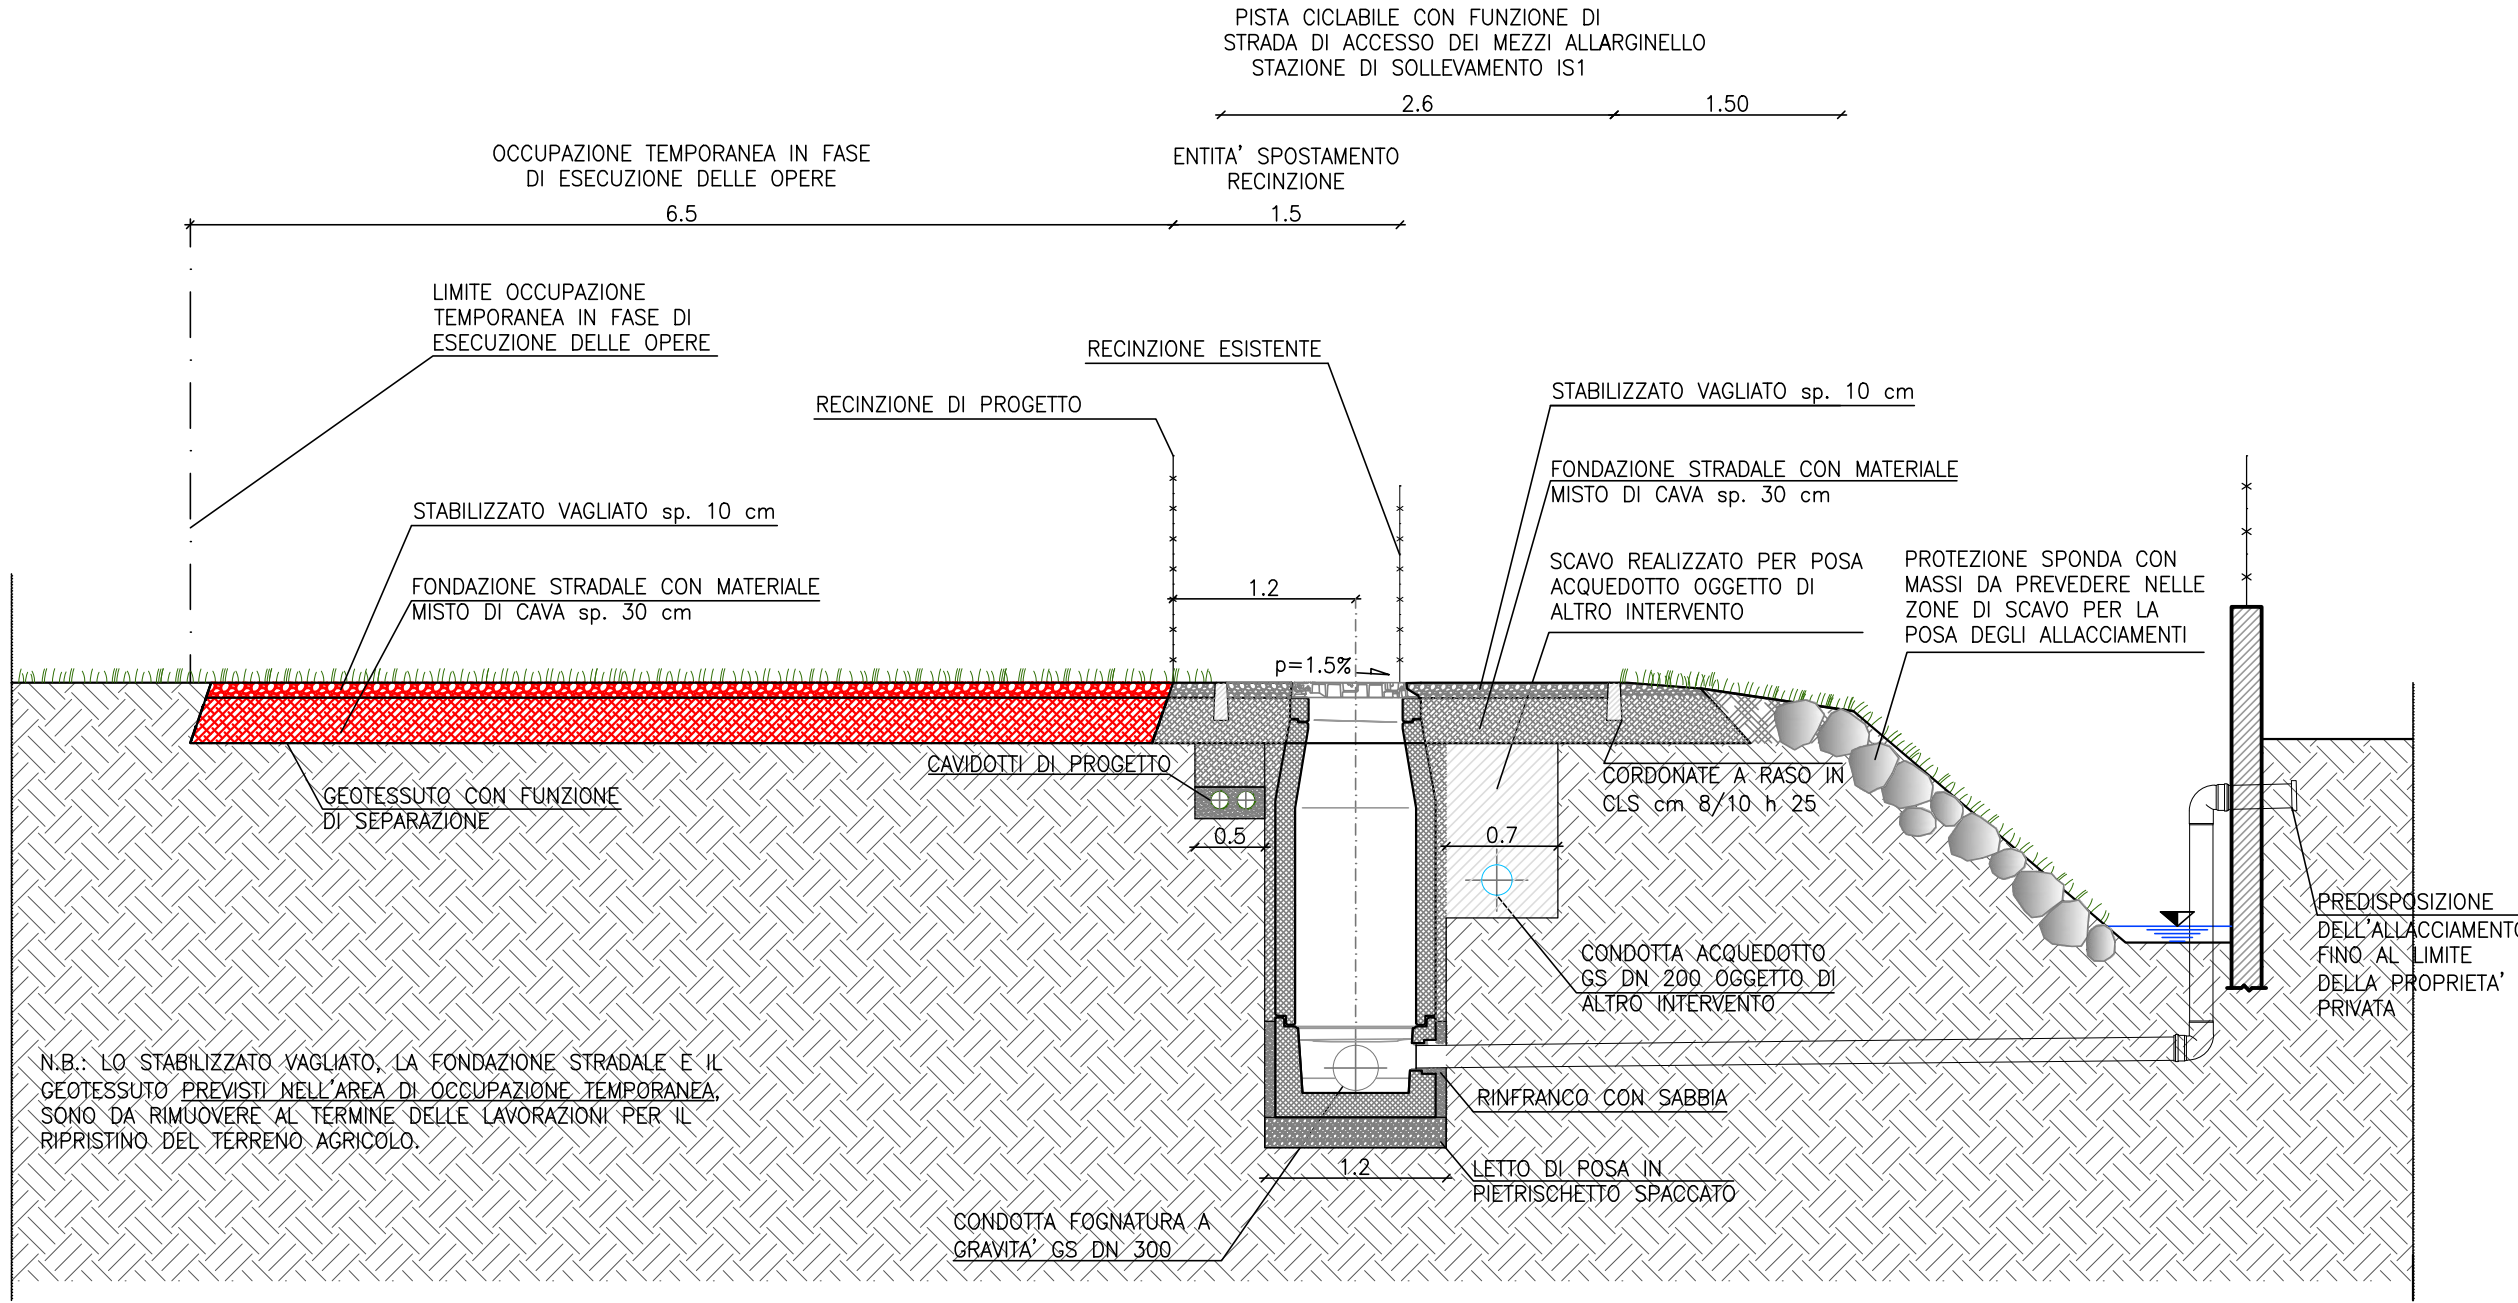 PISTA CICLABILE CON FUNZIONE DI
STRADA DI ACCESSO DEI MEZZI ALLARGINELLO
STAZIONE DI SOLLEVAMENTO IS1
2.6
1.50
OCCUPAZIONE TEMPORANEA IN FASE
DI ESECUZIONE DELLE OPERE
6.5
ENTITA' SPOSTAMENTO
RECINZIONE
1.5
LIMITE OCCUPAZIONE
TEMPORANEA IN FASE DI
ESECUZIONE DELLE OPERE
RECINZIONE ESISTENTE
RECINZIONE DI PROGETTO
STABILIZZATO VAGLIATO sp. 10 cm
FONDAZIONE STRADALE CON MATERIALE
MISTO DI CAVA sp. 30 cm
STABILIZZATO VAGLIATO sp. 10 cm
FONDAZIONE STRADALE CON MATERIALE
MISTO DI CAVA sp. 30 cm
SCAVO REALIZZATO PER POSA
ACQUEDOTTO OGGETTO DI
ALTRO INTERVENTO
PROTEZIONE SPONDA CON
MASSI DA PREVEDERE NELLE
ZONE DI SCAVO PER LA
POSA DEGLI ALLACCIAMENTI
1.2
p=1.5%
CAVIDOTTI DI PROGETTO
GEOTESSUTO CON FUNZIONE
DI SEPARAZIONE
CORDONATE A RASO IN
CLS cm 8/10 h 25
0.5
0.7
CONDOTTA ACQUEDOTTO
GS DN 200 OGGETTO DI
ALTRO INTERVENTO
PREDISPOSIZIONE
DELL'ALLACCIAMENTO
FINO AL LIMITE
DELLA PROPRIETA'
PRIVATA
N.B.: LO STABILIZZATO VAGLIATO, LA FONDAZIONE STRADALE E IL
GEOTESSUTO PREVISTI NELL'AREA DI OCCUPAZIONE TEMPORANEA,
SONO DA RIMUOVERE AL TERMINE DELLE LAVORAZIONI PER IL
RIPRISTINO DEL TERRENO AGRICOLO.
RINFRANCO CON SABBIA
LETTO DI POSA IN
PIETRISCHETTO SPACCATO
1.2
CONDOTTA FOGNATURA A
GRAVITA' GS DN 300